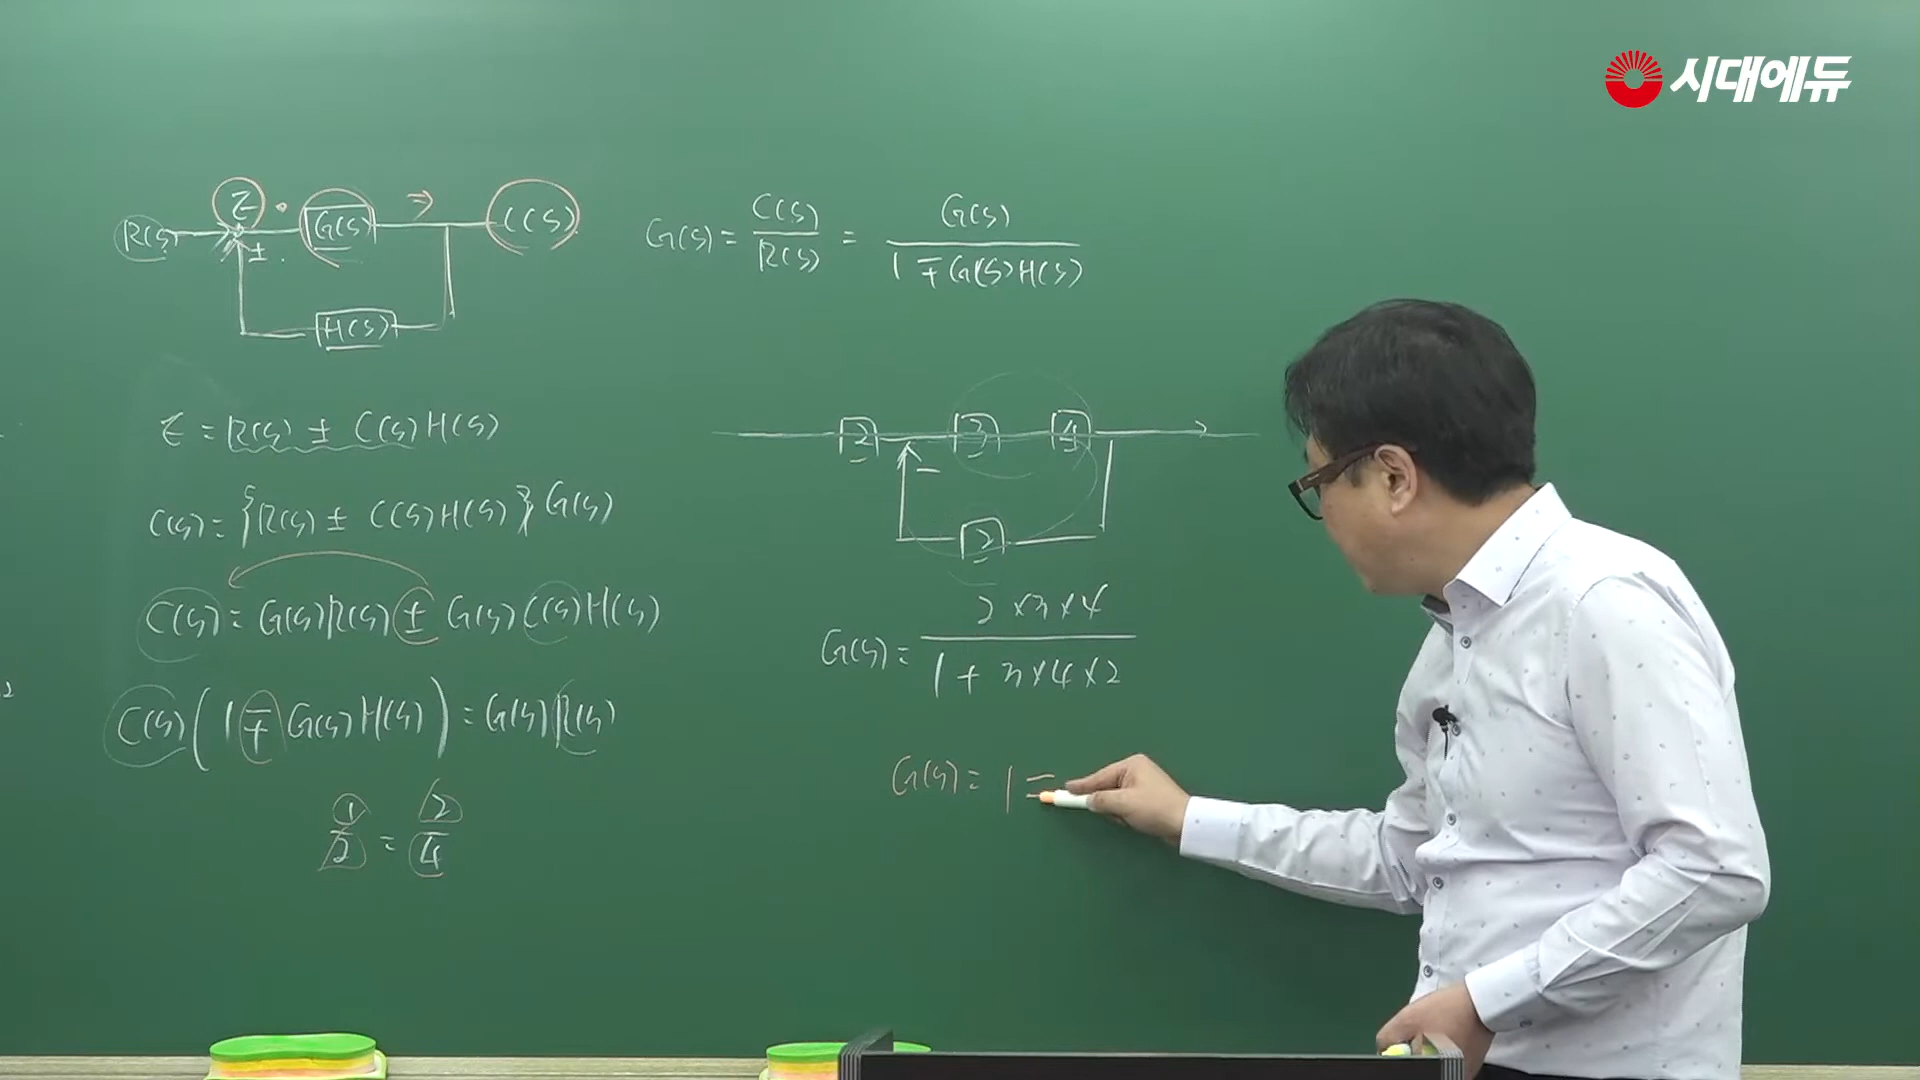 시대에듀
R(s) Z G(s) ⇒ C(s)
±
H(s)
G(s) = C(s)/R(s) = G(s)/(1 ∓ G(s)H(s))
Z = R(s) ± C(s)H(s)
C(s) = {R(s) ± C(s)H(s)} G(s)
C(s) = G(s)R(s) ± G(s)C(s)H(s)
C(s)(1 ∓ G(s)H(s)) = G(s)R(s)
1/2 = 2/4
2 3 4
−
2
G(s) = 2×3×4/(1+3×4×2)
G(s) = 1 −
2